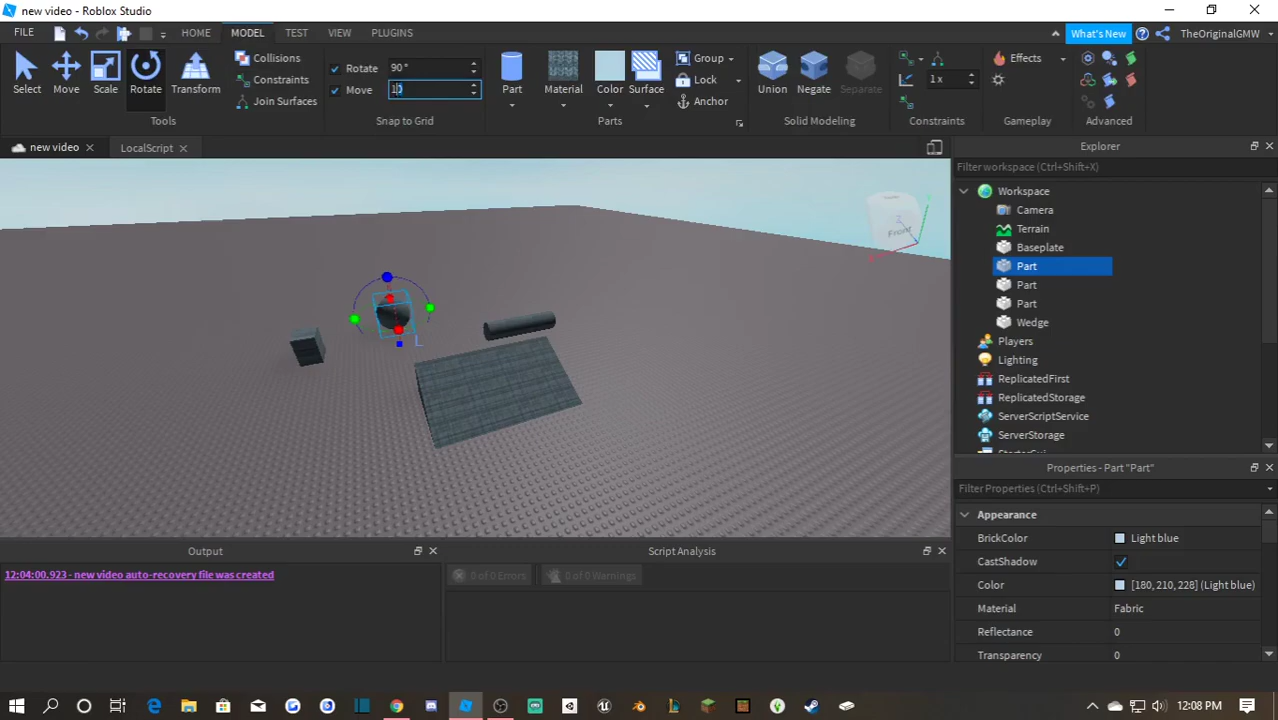 new video - Roblox Studio
FILE HOME MODEL TEST VIEW PLUGINS What's New TheOriginalGMW
Select Move Scale Rotate Transform
Collisions
Constraints
Join Surfaces
Rotate 90°
Move
Part Material Color Surface
Group
Lock
Anchor
Union Negate Separate
1 x
Effects
Tools Snap to Grid Parts Solid Modeling Constraints Gameplay Advanced
new video LocalScript
Front
L
Explorer
Filter workspace (Ctrl+Shift+X)
Workspace
Camera
Terrain
Baseplate
Part
Part
Part
Wedge
Players
Lighting
ReplicatedFirst
ReplicatedStorage
ServerScriptService
ServerStorage
StarterGui
Properties - Part "Part"
Filter Properties (Ctrl+Shift+P)
Appearance
BrickColor Light blue
CastShadow
Color [180, 210, 228] (Light blue)
Material Fabric
Reflectance 0
Transparency 0
Output
12:04:00.923 - new video auto-recovery file was created
Script Analysis
0 of 0 Errors 0 of 0 Warnings
12:08 PM